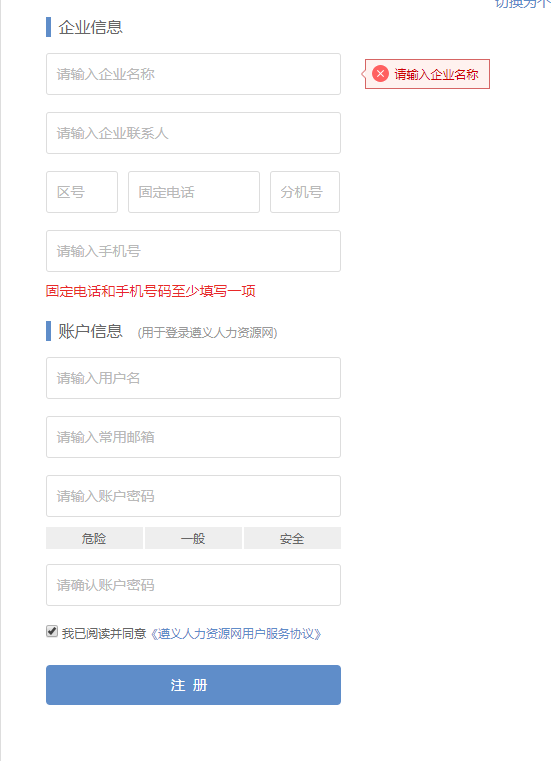 切换为个
企业信息
请输入企业名称
请输入企业名称
请输入企业联系人
区号 固定电话 分机号
请输入手机号
固定电话和手机号码至少填写一项
账户信息 (用于登录遵义人力资源网)
请输入用户名
请输入常用邮箱
请输入账户密码
危险 一般 安全
请确认账户密码
我已阅读并同意《遵义人力资源网用户服务协议》
注 册